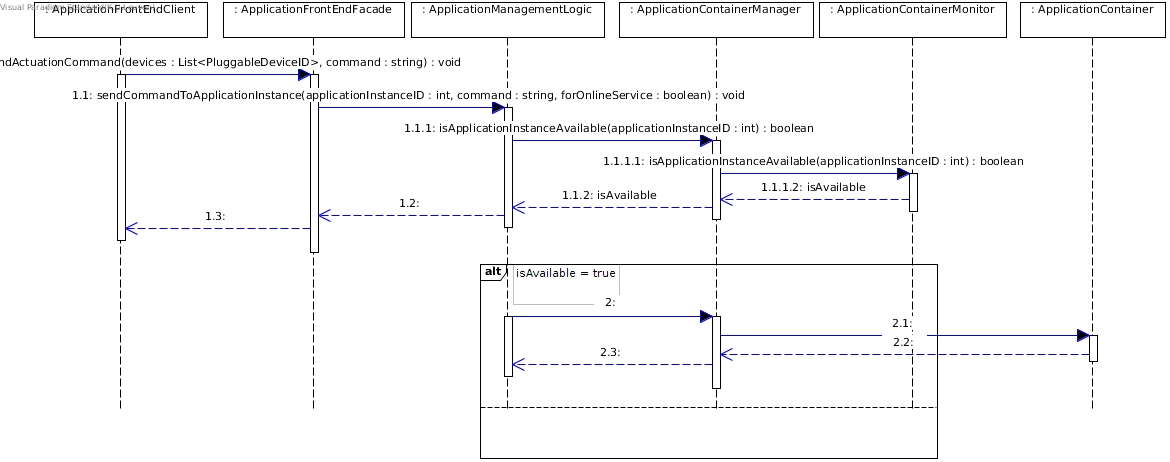 : ApplicationFrontEndClient
: ApplicationFrontEndFacade
: ApplicationManagementLogic
: ApplicationContainerManager
: ApplicationContainerMonitor
: ApplicationContainer
ndActuationCommand(devices : List<PluggableDeviceID>, command : string) : void
1.1: sendCommandToApplicationInstance(applicationInstanceID : int, command : string, forOnlineService : boolean) : void
1.1.1: isApplicationInstanceAvailable(applicationInstanceID : int) : boolean
1.1.1.1: isApplicationInstanceAvailable(applicationInstanceID : int) : boolean
1.1.1.2: isAvailable
1.1.2: isAvailable
1.2:
1.3:
alt
isAvailable = true
2:
2.1:
2.2:
2.3: